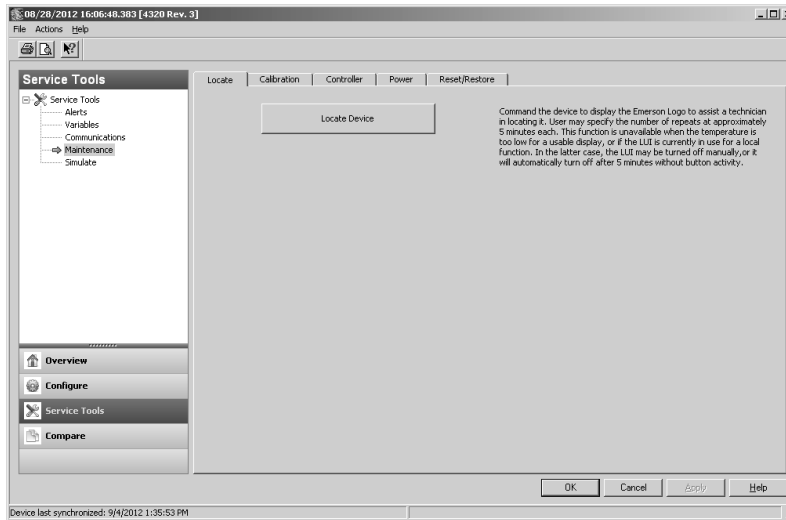 08/28/2012 16:06:48.383 [4320 Rev. 3]
File Actions Help
Service Tools
Service Tools
Alerts
Variables
Communications
Maintenance
Simulate
Overview
Configure
Service Tools
Compare
Locate Calibration Controller Power Reset/Restore
Locate Device
Command the device to display the Emerson Logo to assist a technician
in locating it. User may specify the number of repeats at approximately
5 minutes each. This function is unavailable when the temperature is
too low for a usable display, or if the LUI is currently in use for a local
function. In the latter case, the LUI may be turned off manually,or it
will automatically turn off after 5 minutes without button activity.
OK Cancel Apply Help
Device last synchronized: 9/4/2012 1:35:53 PM